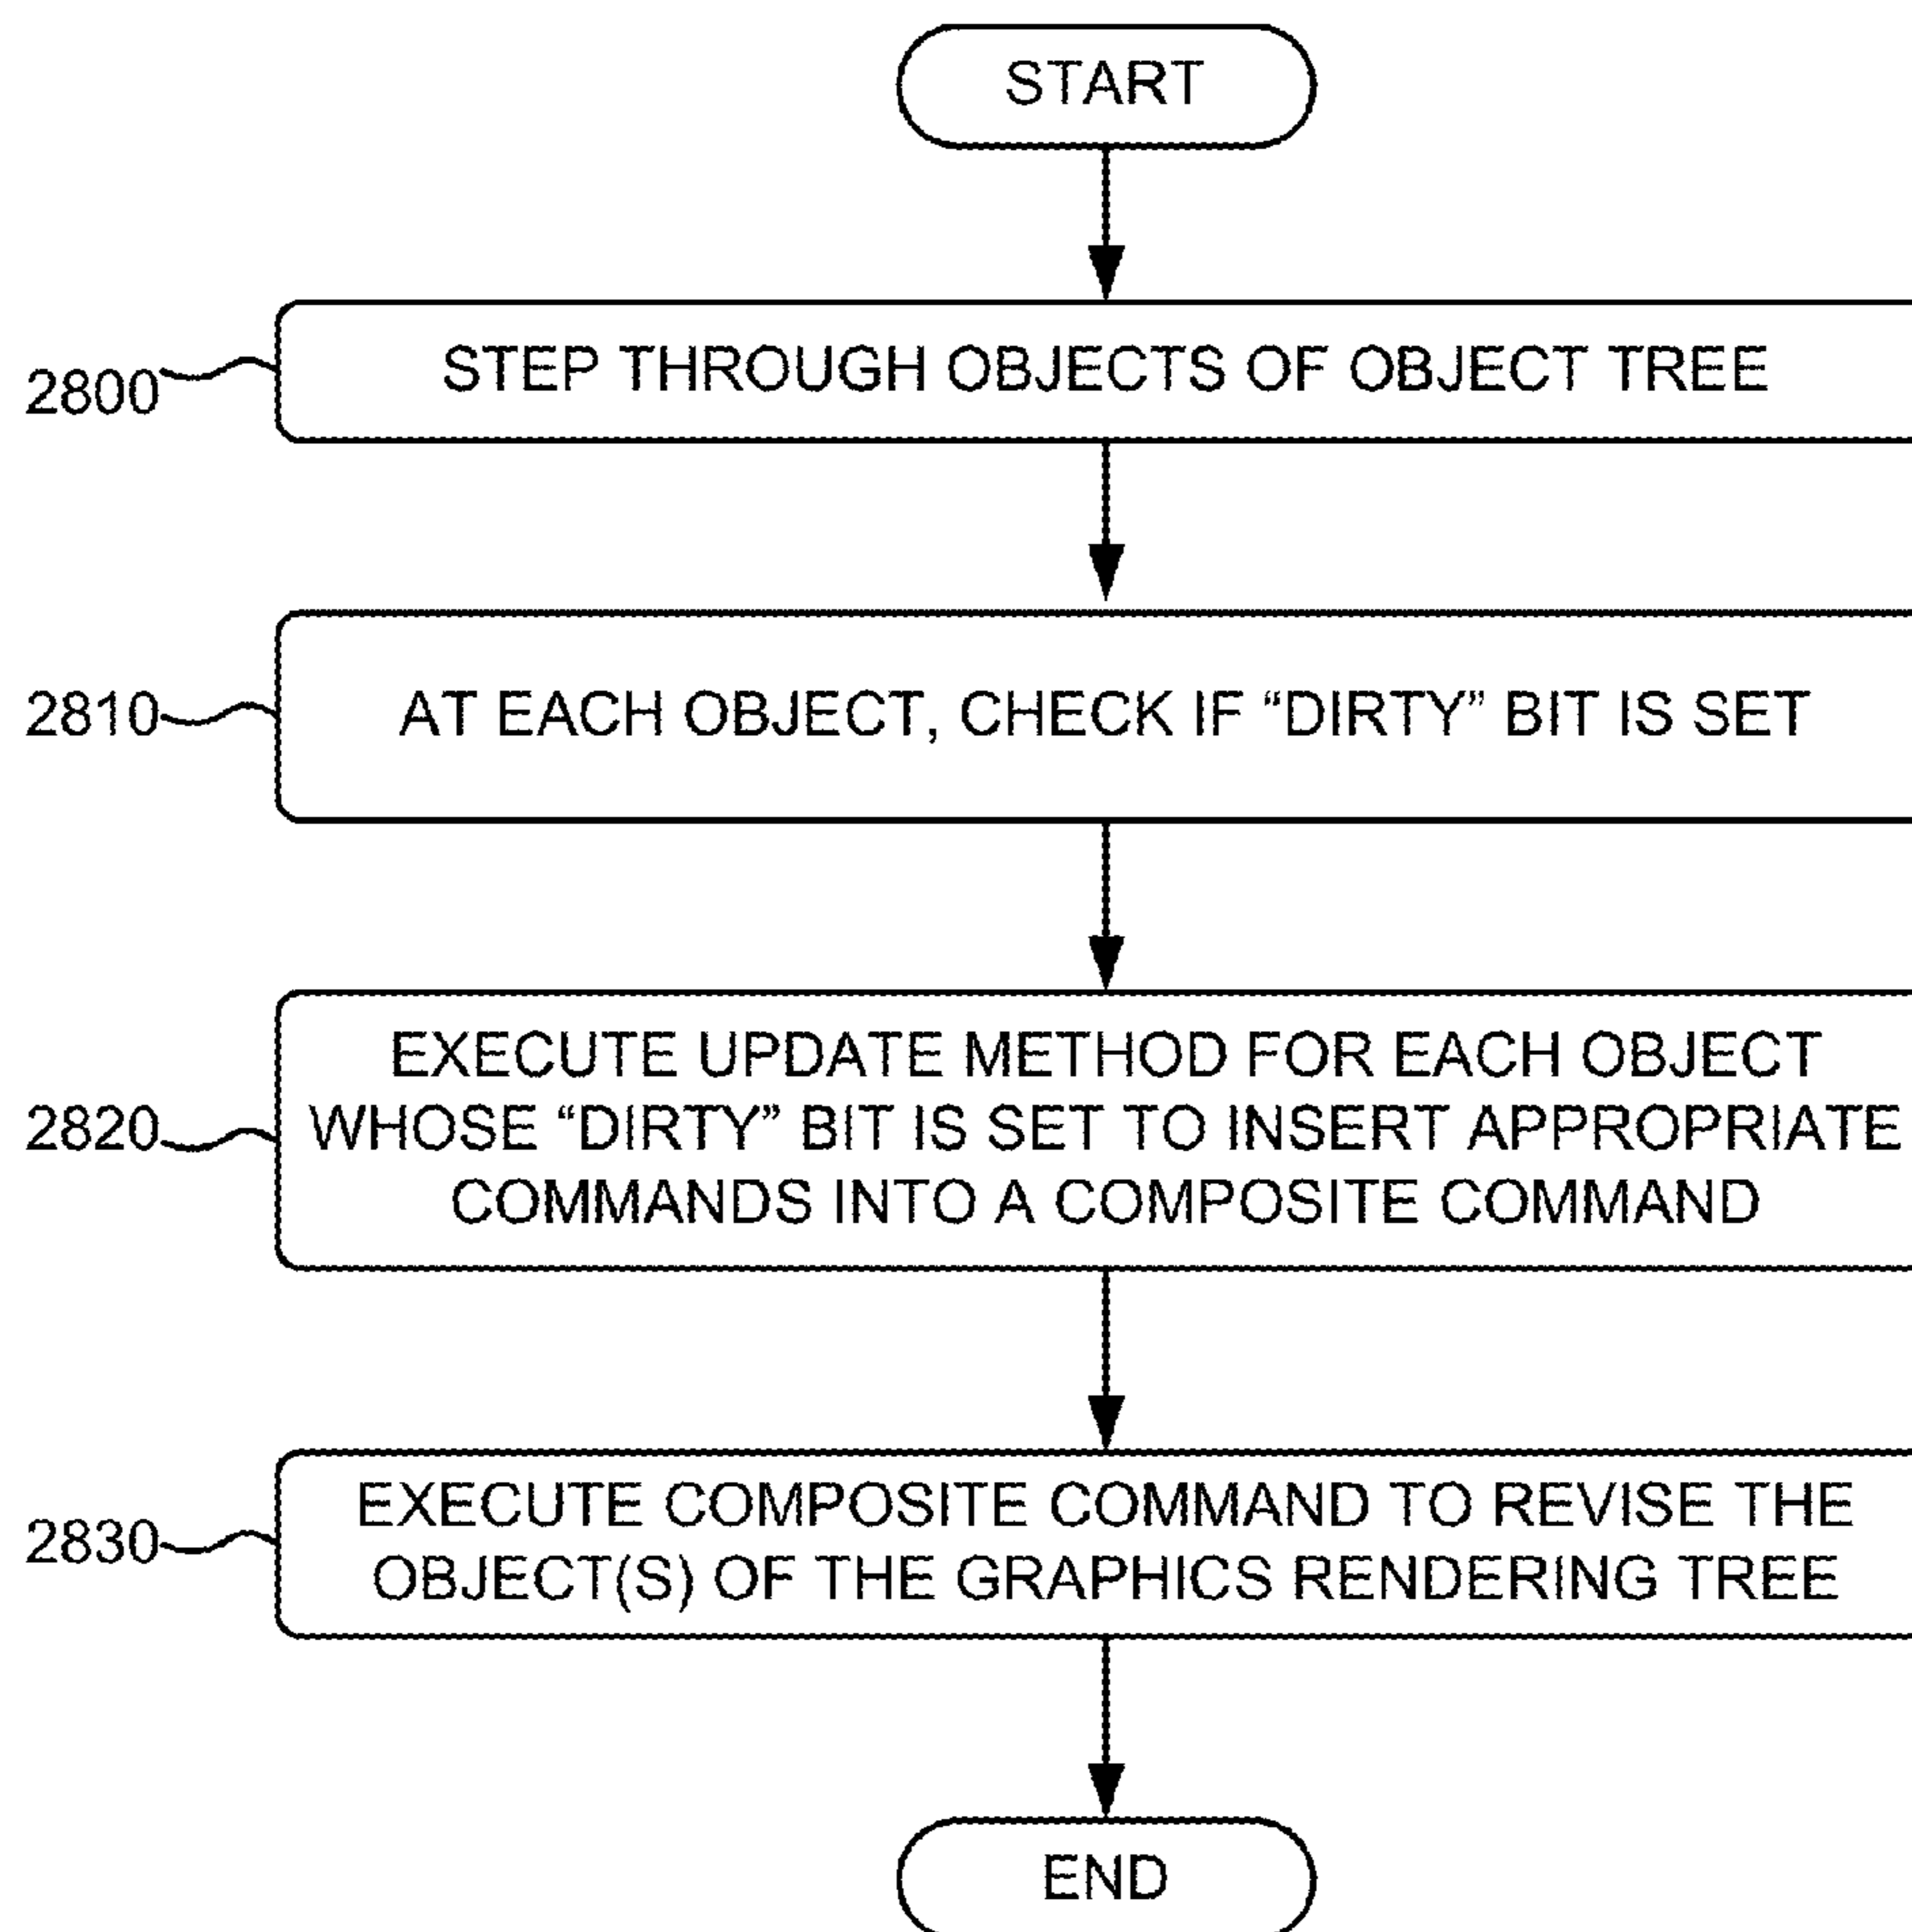 START
2800
STEP THROUGH OBJECTS OF OBJECT TREE
2810
AT EACH OBJECT, CHECK IF “DIRTY” BIT IS SET
2820
EXECUTE UPDATE METHOD FOR EACH OBJECT
WHOSE “DIRTY” BIT IS SET TO INSERT APPROPRIATE
COMMANDS INTO A COMPOSITE COMMAND
2830
EXECUTE COMPOSITE COMMAND TO REVISE THE
OBJECT(S) OF THE GRAPHICS RENDERING TREE
END